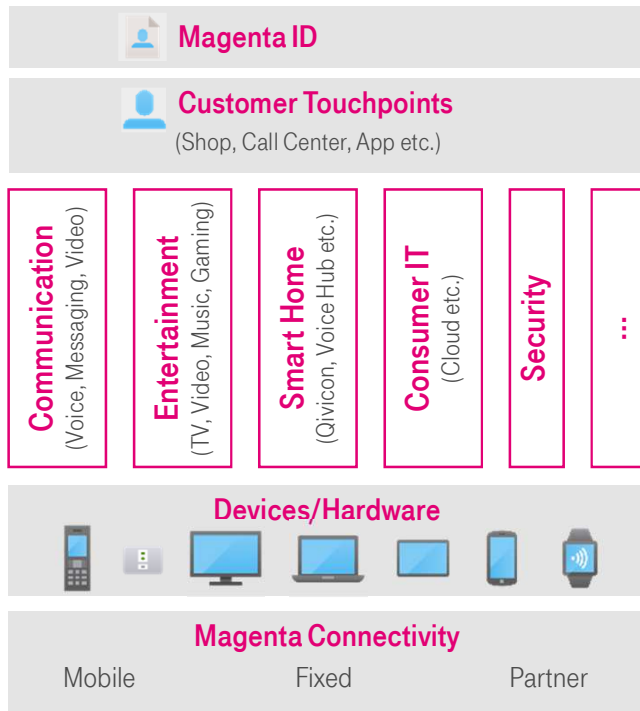 Magenta ID
Customer Touchpoints
(Shop, Call Center, App etc.)
Communication
(Voice, Messaging, Video)
Entertainment
(TV, Video, Music, Gaming)
Smart Home
(Qivicon, Voice Hub etc.)
Consumer IT
(Cloud etc.)
Security
...
Devices/Hardware
Magenta Connectivity
Mobile Fixed Partner